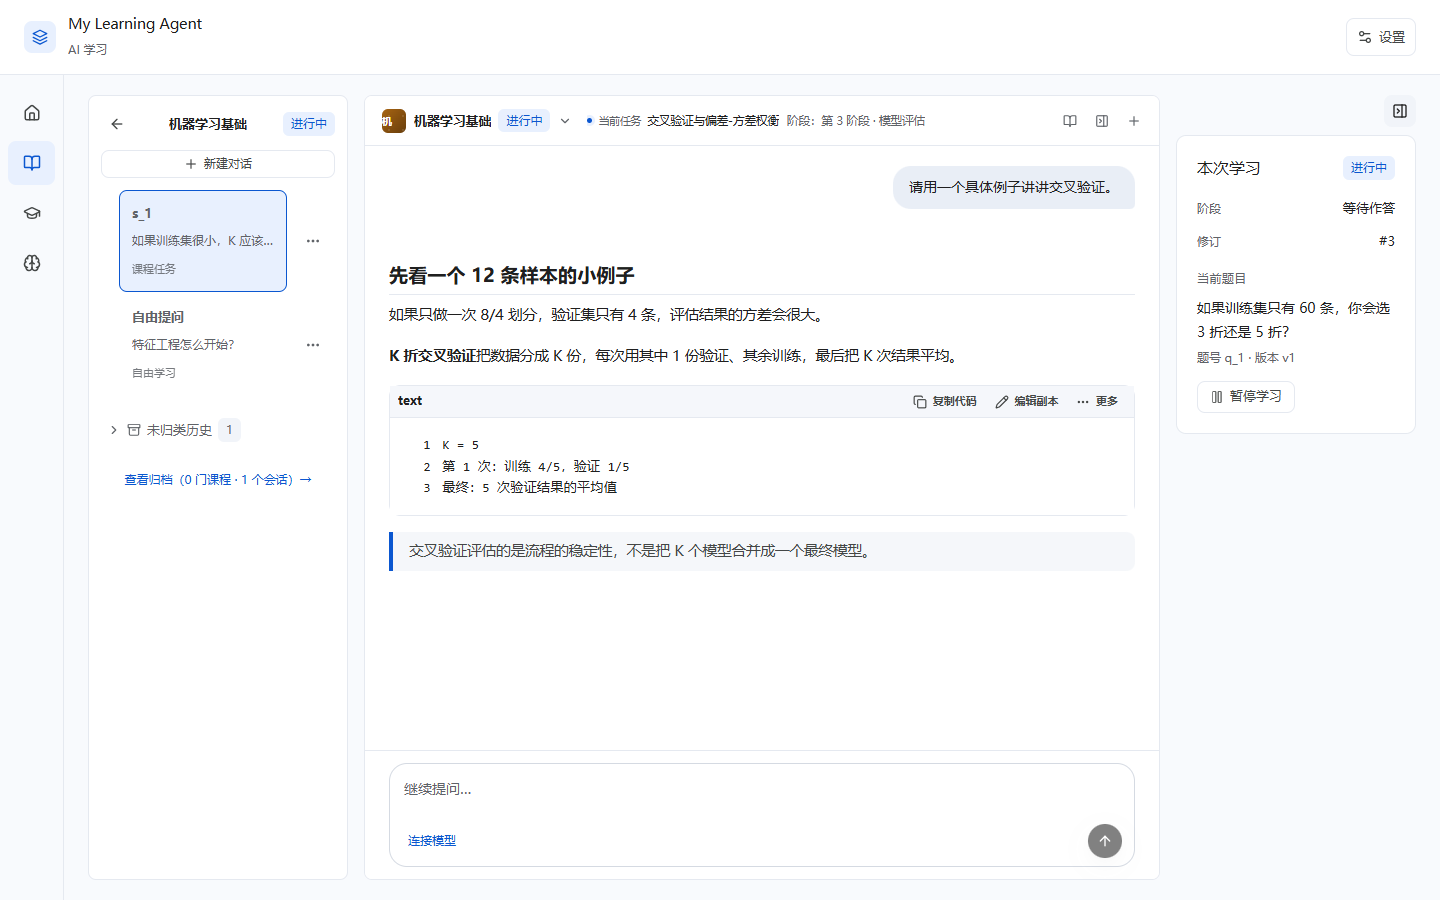 My Learning Agent
AI 学习
设置
机器学习基础
进行中
新建对话
s_1
如果训练集很小，K 应该...
课程任务
自由提问
特征工程怎么开始？
自由学习
未归类历史 1
查看归档（0 门课程 · 1 个会话）→
机
机器学习基础
进行中
当前任务 交叉验证与偏差-方差权衡 阶段：第 3 阶段 · 模型评估
请用一个具体例子讲讲交叉验证。
先看一个 12 条样本的小例子
如果只做一次 8/4 划分，验证集只有 4 条，评估结果的方差会很大。
K 折交叉验证把数据分成 K 份，每次用其中 1 份验证、其余训练，最后把 K 次结果平均。
text
复制代码
编辑副本
更多
1 K = 5
2 第 1 次：训练 4/5，验证 1/5
3 最终：5 次验证结果的平均值
交叉验证评估的是流程的稳定性，不是把 K 个模型合并成一个最终模型。
继续提问...
连接模型
本次学习
进行中
阶段 等待作答
修订 #3
当前题目
如果训练集只有 60 条，你会选
3 折还是 5 折？
题号 q_1 · 版本 v1
暂停学习